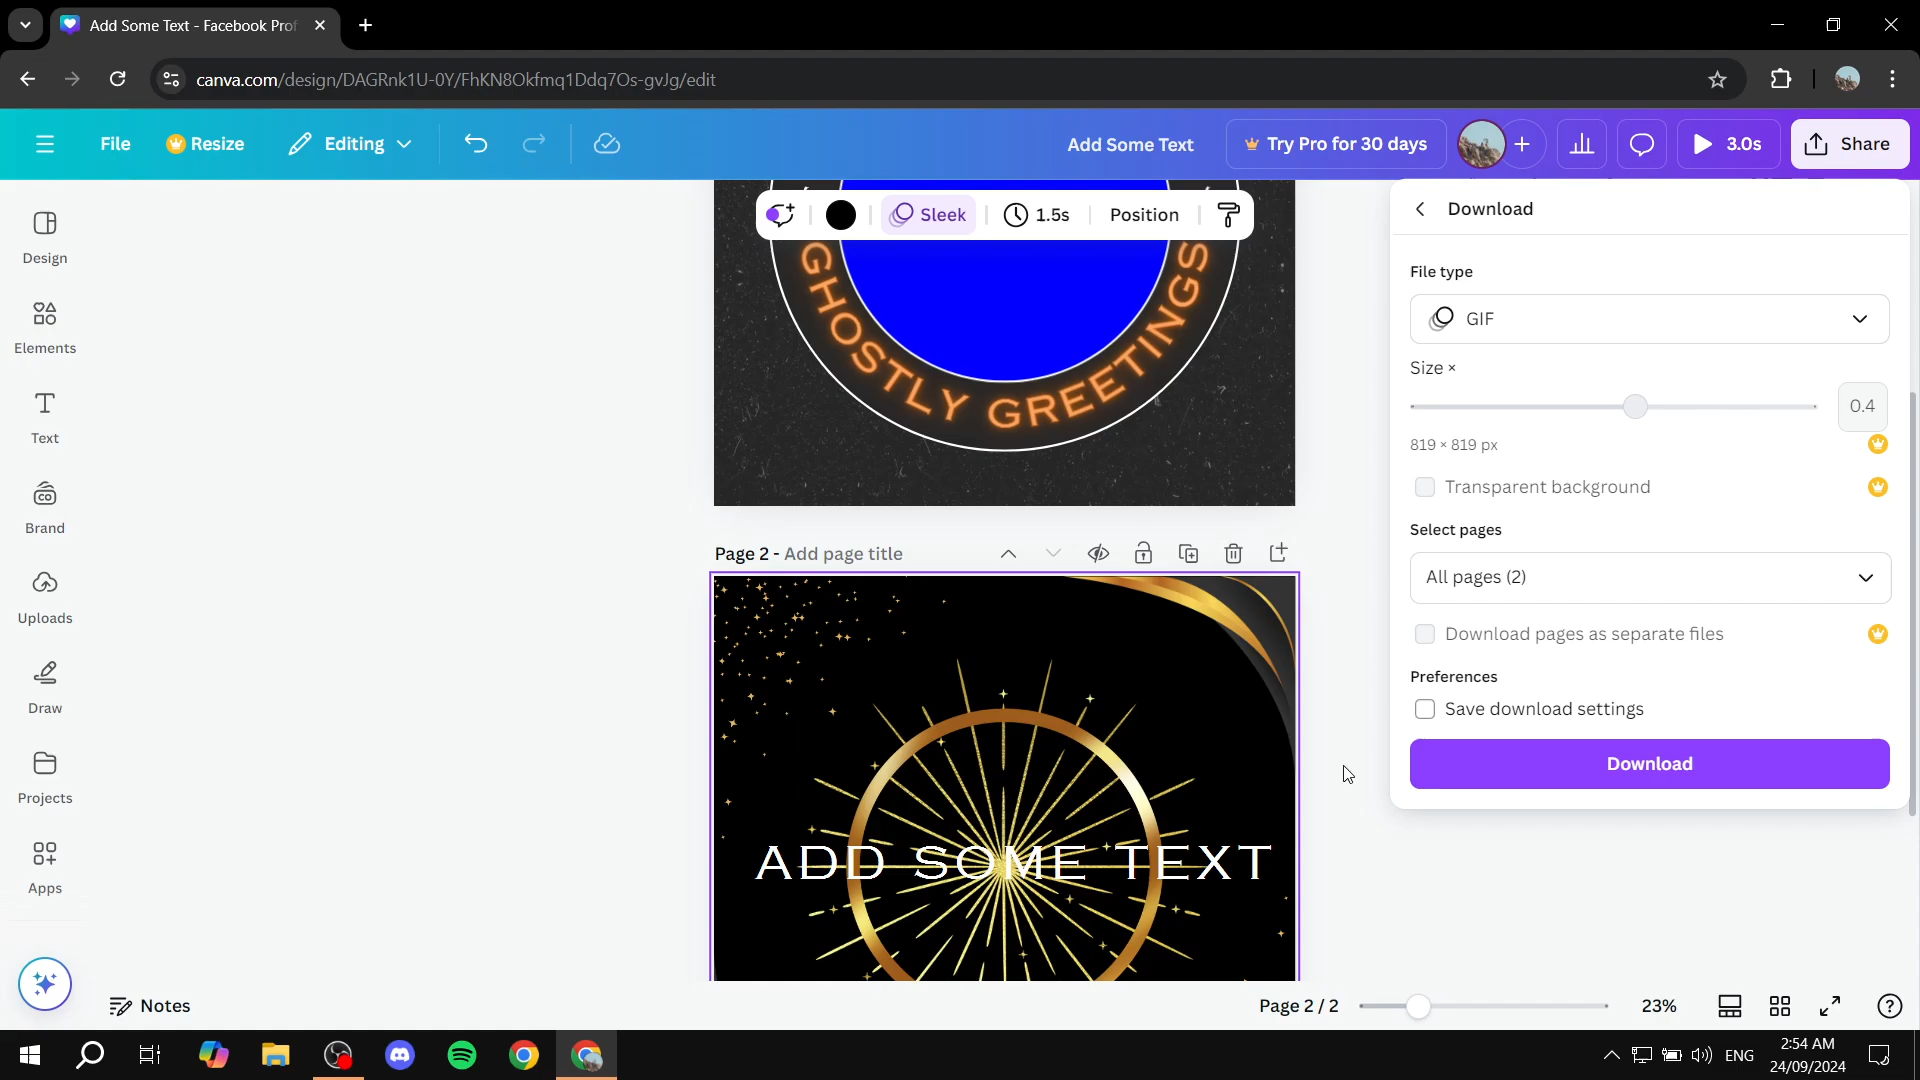 Add Some Text - Facebook Prof
canva.com/design/DAGRnk1U-0Y/FhKN8Okfmq1Ddq7Os-gvJg/edit
File
Resize
Editing
Add Some Text
Try Pro for 30 days
3.0s
Share
Design
Elements
Text
Brand
Uploads
Draw
Projects
Apps
Sleek
1.5s
Position
GHOSTLY GREETINGS
Page 2 - Add page title
ADD SOME TEXT
Download
File type
GIF
Size ×
0.4
819 × 819 px
Transparent background
Select pages
All pages (2)
Download pages as separate files
Preferences
Save download settings
Download
Notes
Page 2 / 2
23%
ENG
2:54 AM
24/09/2024